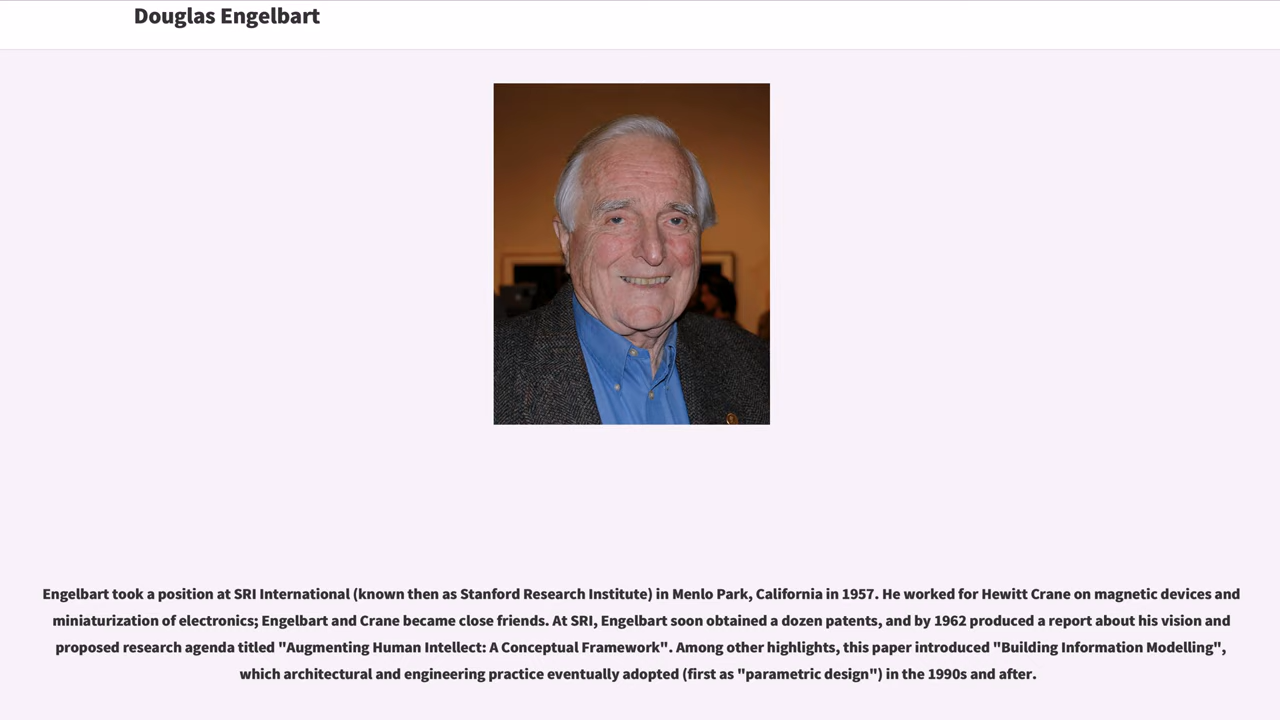 Douglas Engelbart
Engelbart took a position at SRI International (known then as Stanford Research Institute) in Menlo Park, California in 1957. He worked for Hewitt Crane on magnetic devices and
miniaturization of electronics; Engelbart and Crane became close friends. At SRI, Engelbart soon obtained a dozen patents, and by 1962 produced a report about his vision and
proposed research agenda titled "Augmenting Human Intellect: A Conceptual Framework". Among other highlights, this paper introduced "Building Information Modelling",
which architectural and engineering practice eventually adopted (first as "parametric design") in the 1990s and after.